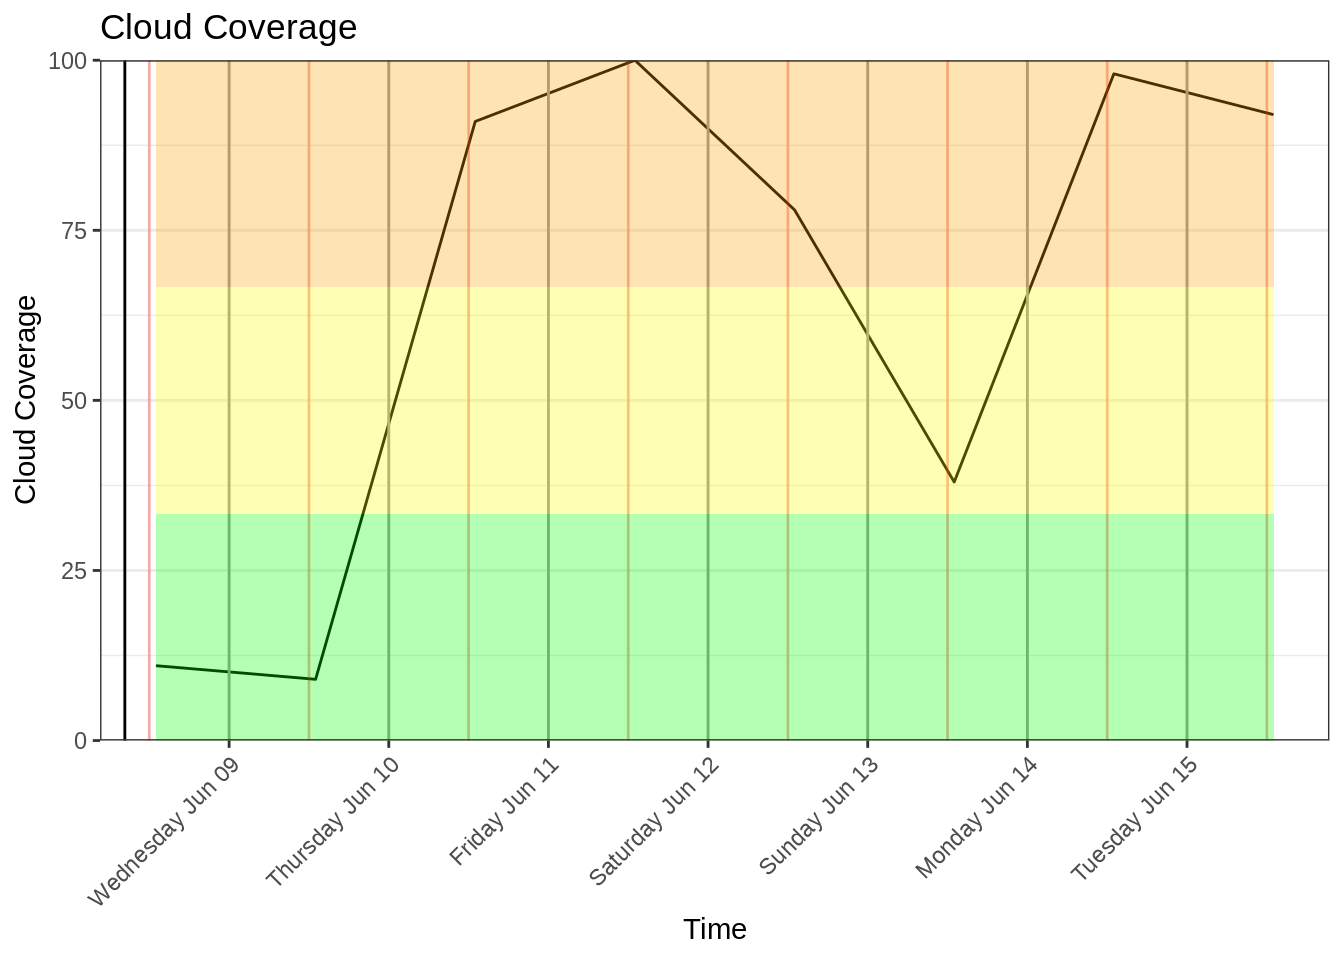 Cloud Coverage
100
75
50
25
0
Cloud Coverage
Wednesday Jun 09
Thursday Jun 10
Friday Jun 11
Saturday Jun 12
Sunday Jun 13
Monday Jun 14
Tuesday Jun 15
Time